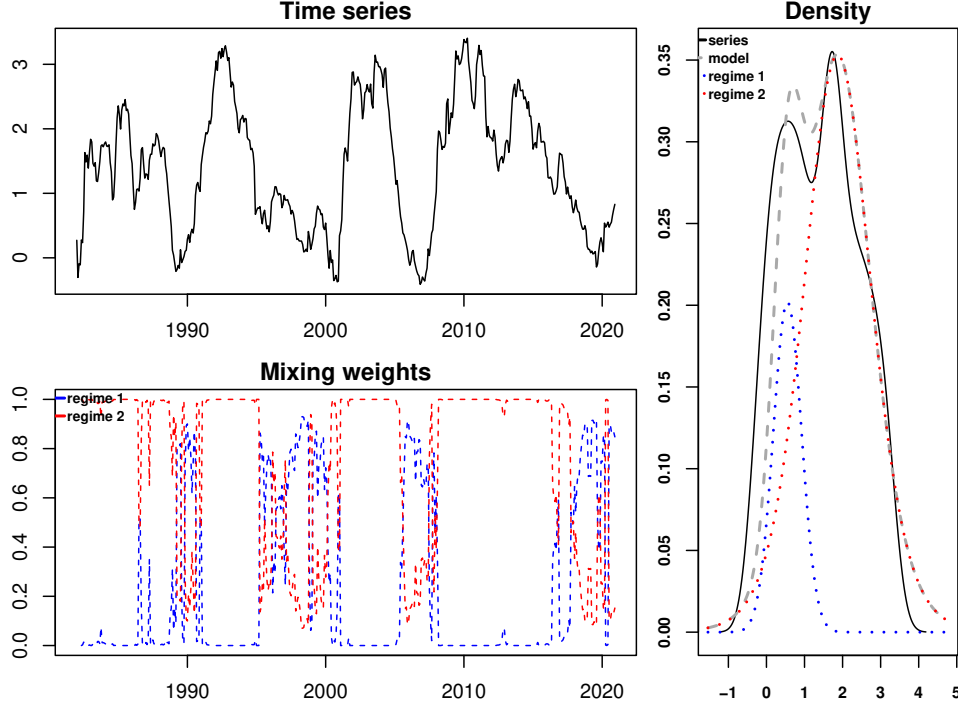 Time series
3
2
1
0
1990 2000 2010 2020
Mixing weights
regime 1
regime 2
1.0
0.8
0.6
0.4
0.2
0.0
1990 2000 2010 2020
Density
series
model
regime 1
regime 2
0.35
0.30
0.25
0.20
0.15
0.10
0.05
0.00
−1 0 1 2 3 4 5